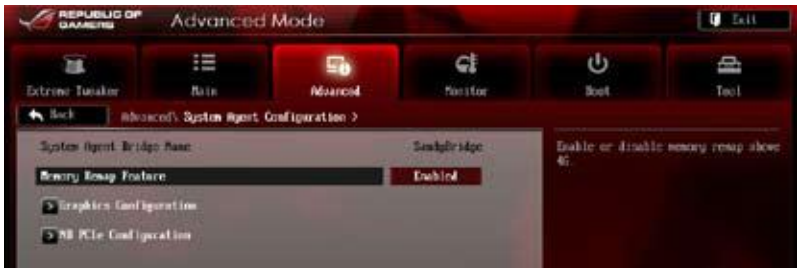 REPUBLIC OF
GAMERS
Advanced Mode
Exit
Extreme Tweaker
Main
Advanced
Monitor
Boot
Tool
Back
Advanced\ System Agent Configuration >
System Agent Bridge Name
SandyBridge
Enable or disable memory remap above
4G.
Memory Remap Feature
Enabled
> Graphics Configuration
> NB PCIe Configuration